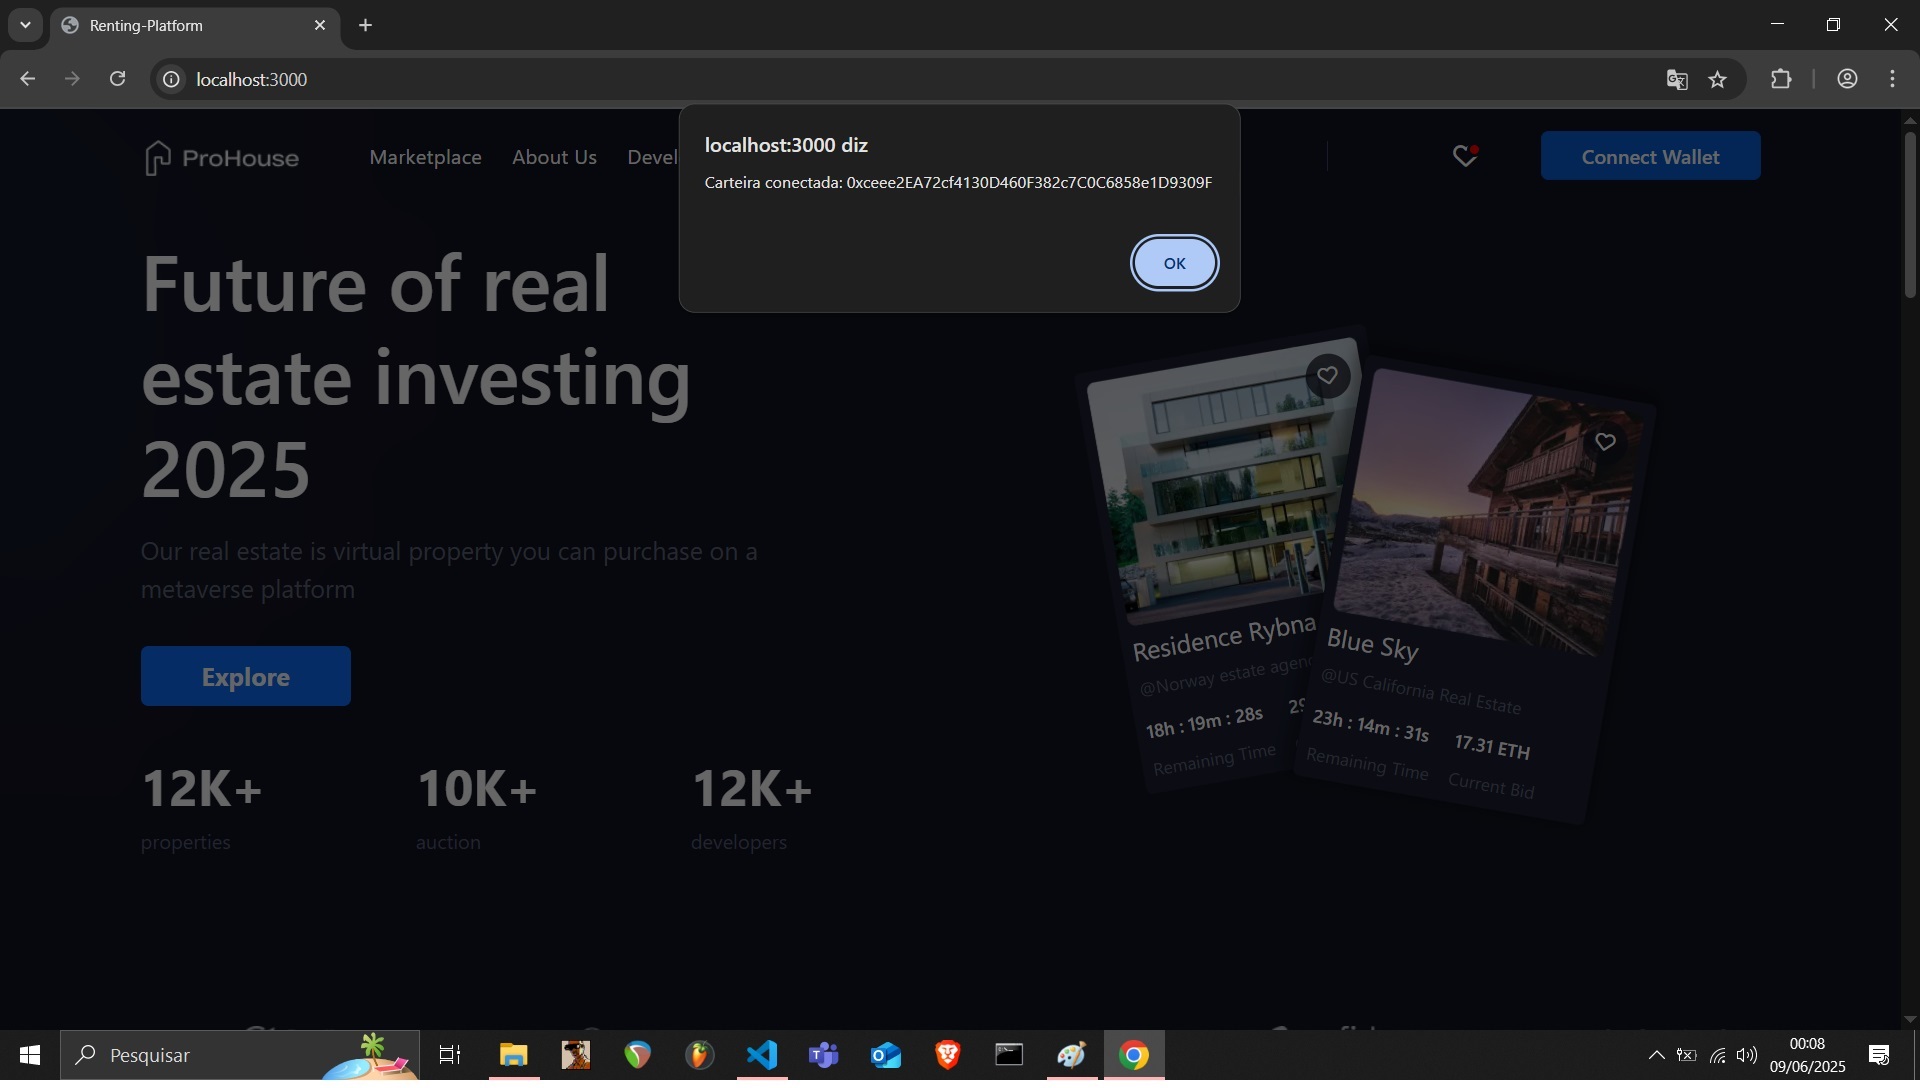 Renting-Platform
localhost:3000
localhost:3000 diz
Carteira conectada: 0xceee2EA72cf4130D460F382c7C0C6858e1D9309F
OK
ProHouse
Marketplace
About Us
Devel
Connect Wallet
Future of real
estate investing
2025
Our real estate is virtual property you can purchase on a
metaverse platform
Explore
12K+
10K+
12K+
properties
auction
developers
Residence Rybna
@Norway estate agenc
18h : 19m : 28s
29
Remaining Time
Blue Sky
@US California Real Estate
23h : 14m : 31s
17.31 ETH
Remaining Time
Current Bid
Pesquisar
00:08
09/06/2025